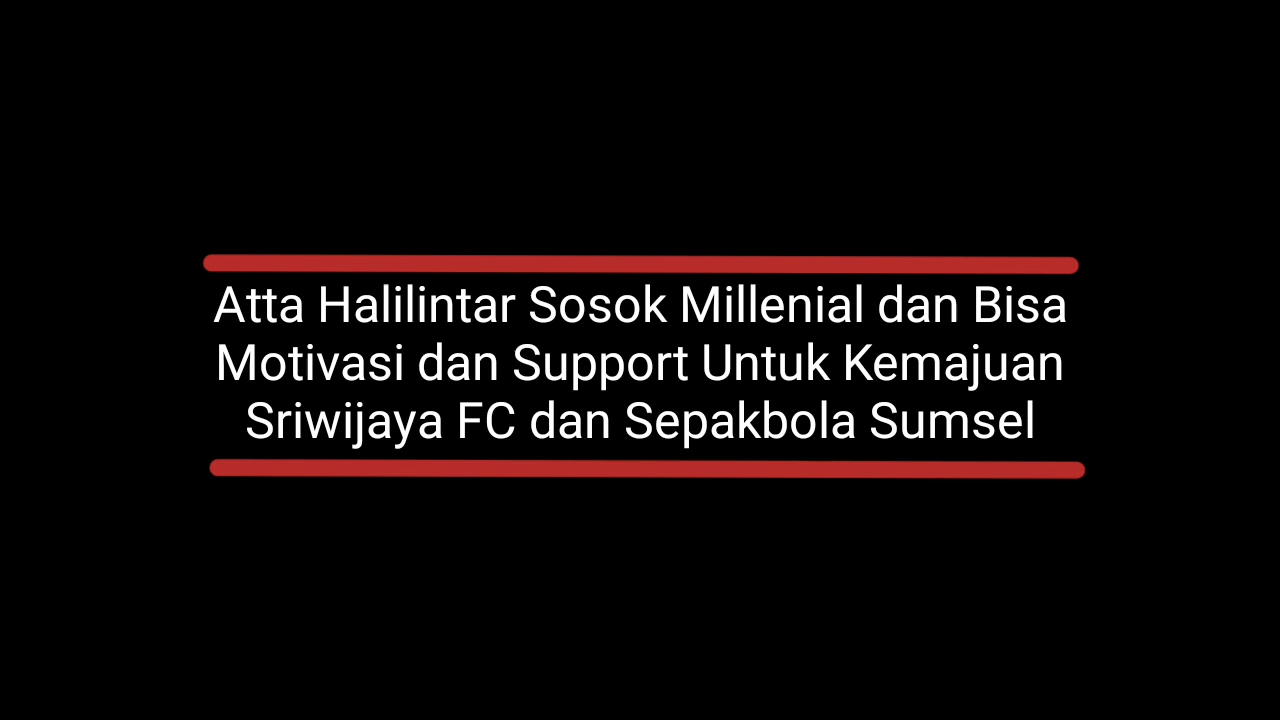 Atta Halilintar Sosok Millenial dan Bisa
Motivasi dan Support Untuk Kemajuan
Sriwijaya FC dan Sepakbola Sumsel